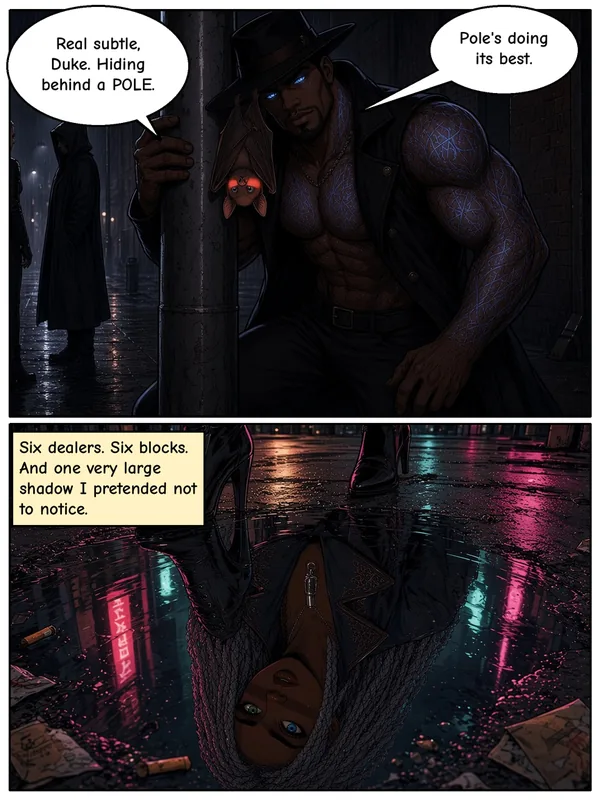 Real subtle,
Duke. Hiding
behind a POLE.
Pole's doing
its best.
Six dealers. Six blocks.
And one very large
shadow I pretended not
to notice.